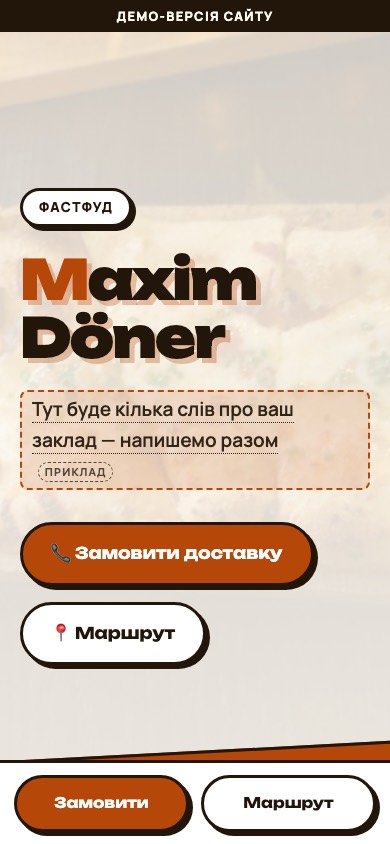 ДЕМО-ВЕРСІЯ САЙТУ
ФАСТФУД
Maxim
Döner
Тут буде кілька слів про ваш
заклад — напишемо разом
ПРИКЛАД
📞 Замовити доставку
📍 Маршрут
Замовити
Маршрут